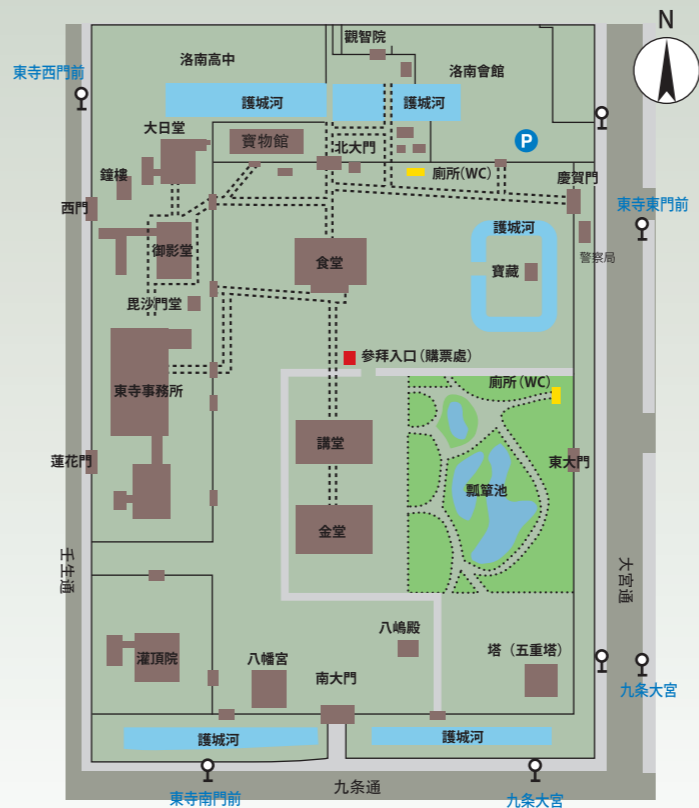 N
觀智院
洛南高中
洛南會館
東寺西門前
護城河
護城河
大日堂
寶物館
北大門
P
鐘樓
廁所(WC)
慶賀門
西門
東寺東門前
護城河
御影堂
食堂
警察局
寶藏
毘沙門堂
參拜入口(購票處)
廁所(WC)
東寺事務所
講堂
蓮花門
東大門
瓢簞池
金堂
壬生通
大宮通
八嶋殿
灌頂院
八幡宮
塔（五重塔）
南大門
九条大宮
護城河
護城河
九条通
東寺南門前
九条大宮